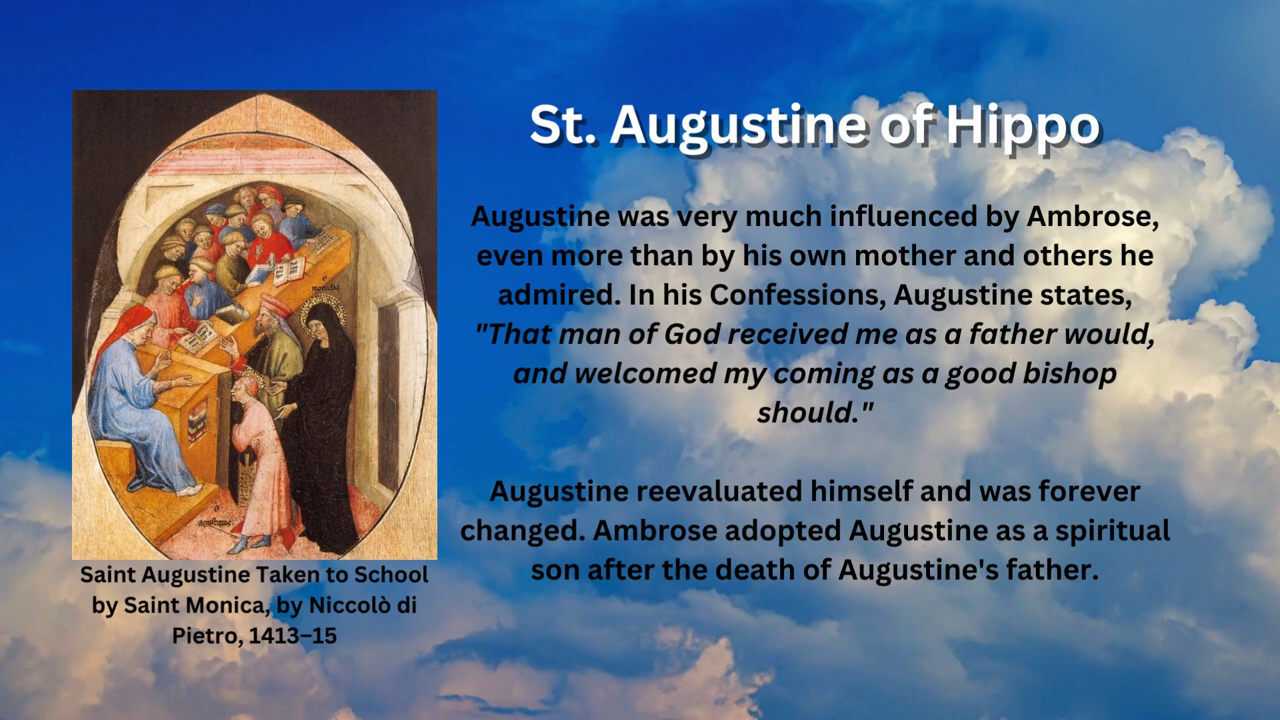 St. Augustine of Hippo
Augustine was very much influenced by Ambrose,
even more than by his own mother and others he
admired. In his Confessions, Augustine states,
"That man of God received me as a father would,
and welcomed my coming as a good bishop
should."
Augustine reevaluated himself and was forever
changed. Ambrose adopted Augustine as a spiritual
son after the death of Augustine's father.
Saint Augustine Taken to School
by Saint Monica, by Niccolò di
Pietro, 1413–15